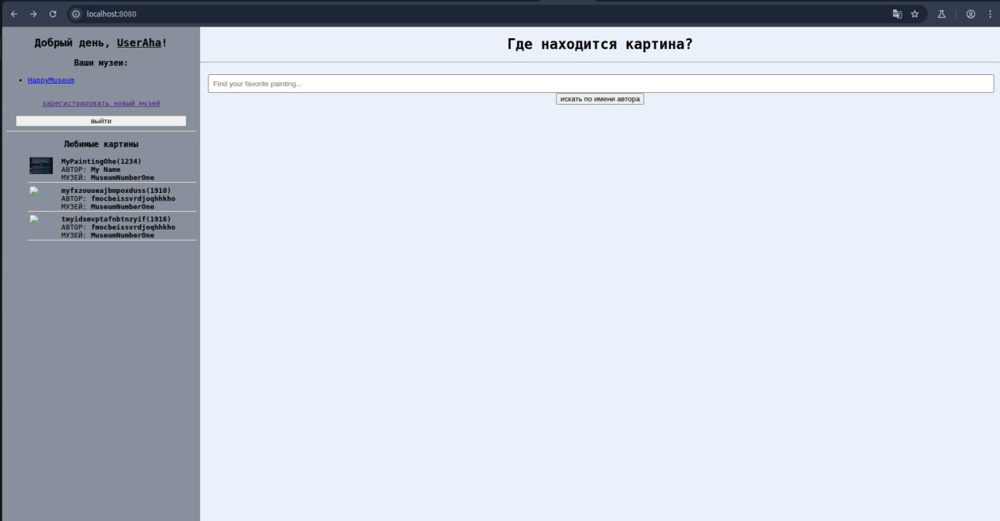 localhost:8080
Добрый день, UserAha!
Ваши музеи:
HappyMuseum
зарегистрировать новый музей
выйти
Любимые картины
MyPaintingOhe(1234)
АВТОР: My Name
МУЗЕЙ: MuseumNumberOne
myfxzouueajbmpoxduss(1910)
АВТОР: fmocbeissvrdjoqhhkho
МУЗЕЙ: MuseumNumberOne
tmyidsmvptafnbtnzyif(1916)
АВТОР: fmocbeissvrdjoqhhkho
МУЗЕЙ: MuseumNumberOne
Где находится картина?
Find your favorite painting...
искать по имени автора